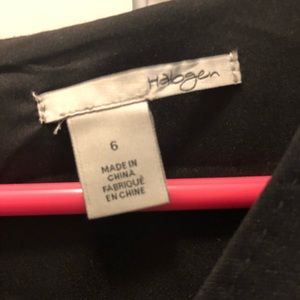 Halogen
6
MADE IN
CHINA
FABRIQUÉ
EN CHINE